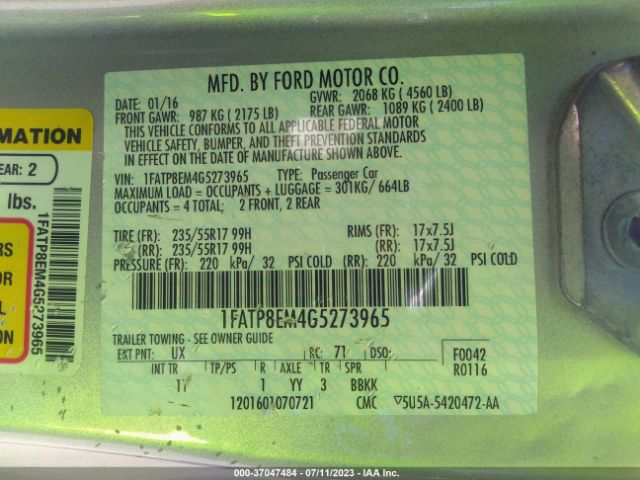 MFD. BY FORD MOTOR CO.
DATE: 01/16 GVWR: 2068 KG ( 4560 LB)
FRONT GAWR: 987 KG ( 2175 LB) REAR GAWR: 1089 KG ( 2400 LB)
THIS VEHICLE CONFORMS TO ALL APPLICABLE FEDERAL MOTOR
VEHICLE SAFETY, BUMPER, AND THEFT PREVENTION STANDARDS
IN EFFECT ON THE DATE OF MANUFACTURE SHOWN ABOVE.
VIN: 1FATP8EM4G5273965 TYPE: Passenger Car
MAXIMUM LOAD = OCCUPANTS + LUGGAGE = 301KG/ 664LB
OCCUPANTS = 4 TOTAL; 2 FRONT, 2 REAR
TIRE (FR): 235/55R17 99H RIMS (FR): 17x7.5J
(RR): 235/55R17 99H (RR): 17x7.5J
PRESSURE (FR): 220 kPa/ 32 PSI COLD (RR): 220 kPa/ 32 PSI COLD
1FATP8EM4G5273965
TRAILER TOWING - SEE OWNER GUIDE
EXT PNT: UX RC: 71 DSO: F0042
INT TR TP/PS R AXLE TR SPR R0116
1Y 1 YY 3 BBKK
1201601070721 CMC ▽5U5A-5420472-AA
RMATION
EAR: 2
lbs.
1FATP8EM4G5273965
RS
OR
L
ON
000-37047484 - 07/11/2023 - IAA Inc.